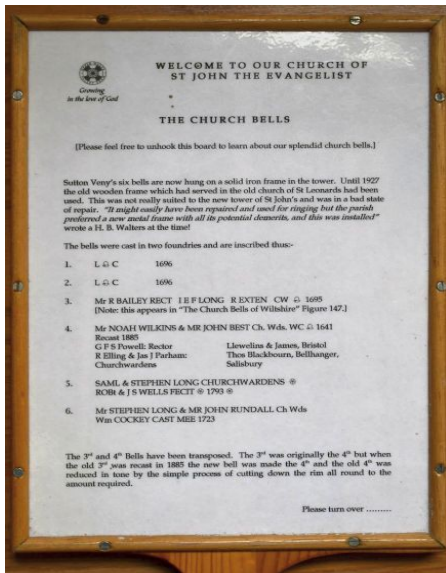 Growing
in the love of God
WELCOME TO OUR CHURCH OF
ST JOHN THE EVANGELIST
THE CHURCH BELLS
[Please feel free to unhook this board to learn about our splendid church bells.]
Sutton Veny's six bells are now hung on a solid iron frame in the tower. Until 1927
the old wooden frame which had served in the old church of St Leonards had been
used. This was not really suited to the new tower of St John's and was in a bad state
of repair. "It might easily have been repaired and used for ringing but the parish
preferred a new metal frame with all its potential demerits, and this was installed"
wrote a H. B. Walters at the time!
The bells were cast in two foundries and are inscribed thus:-
1. L C 1696
2. L C 1696
3. Mr R BAILEY RECT I E F LONG R EXTEN CW 1695
[Note: this appears in "The Church Bells of Wiltshire" Figure 147.]
4. Mr NOAH WILKINS & MR JOHN BEST Ch. Wds. WC 1641
Recast 1885
G F S Powell: Rector Llewelins & James, Bristol
R Elling & Jas J Parham: Thos Blackbourn, Bellhanger,
Churchwardens Salisbury
5. SAML & STEPHEN LONG CHURCHWARDENS
ROBt & J S WELLS FECIT 1793
6. Mr STEPHEN LONG & MR JOHN RUNDALL Ch Wds
Wm COCKEY CAST MEE 1723
The 3rd and 4th Bells have been transposed. The 3rd was originally the 4th but when
the old 3rd was recast in 1885 the new bell was made the 4th and the old 4th was
reduced in tone by the simple process of cutting down the rim all round to the
amount required.
Please turn over .........